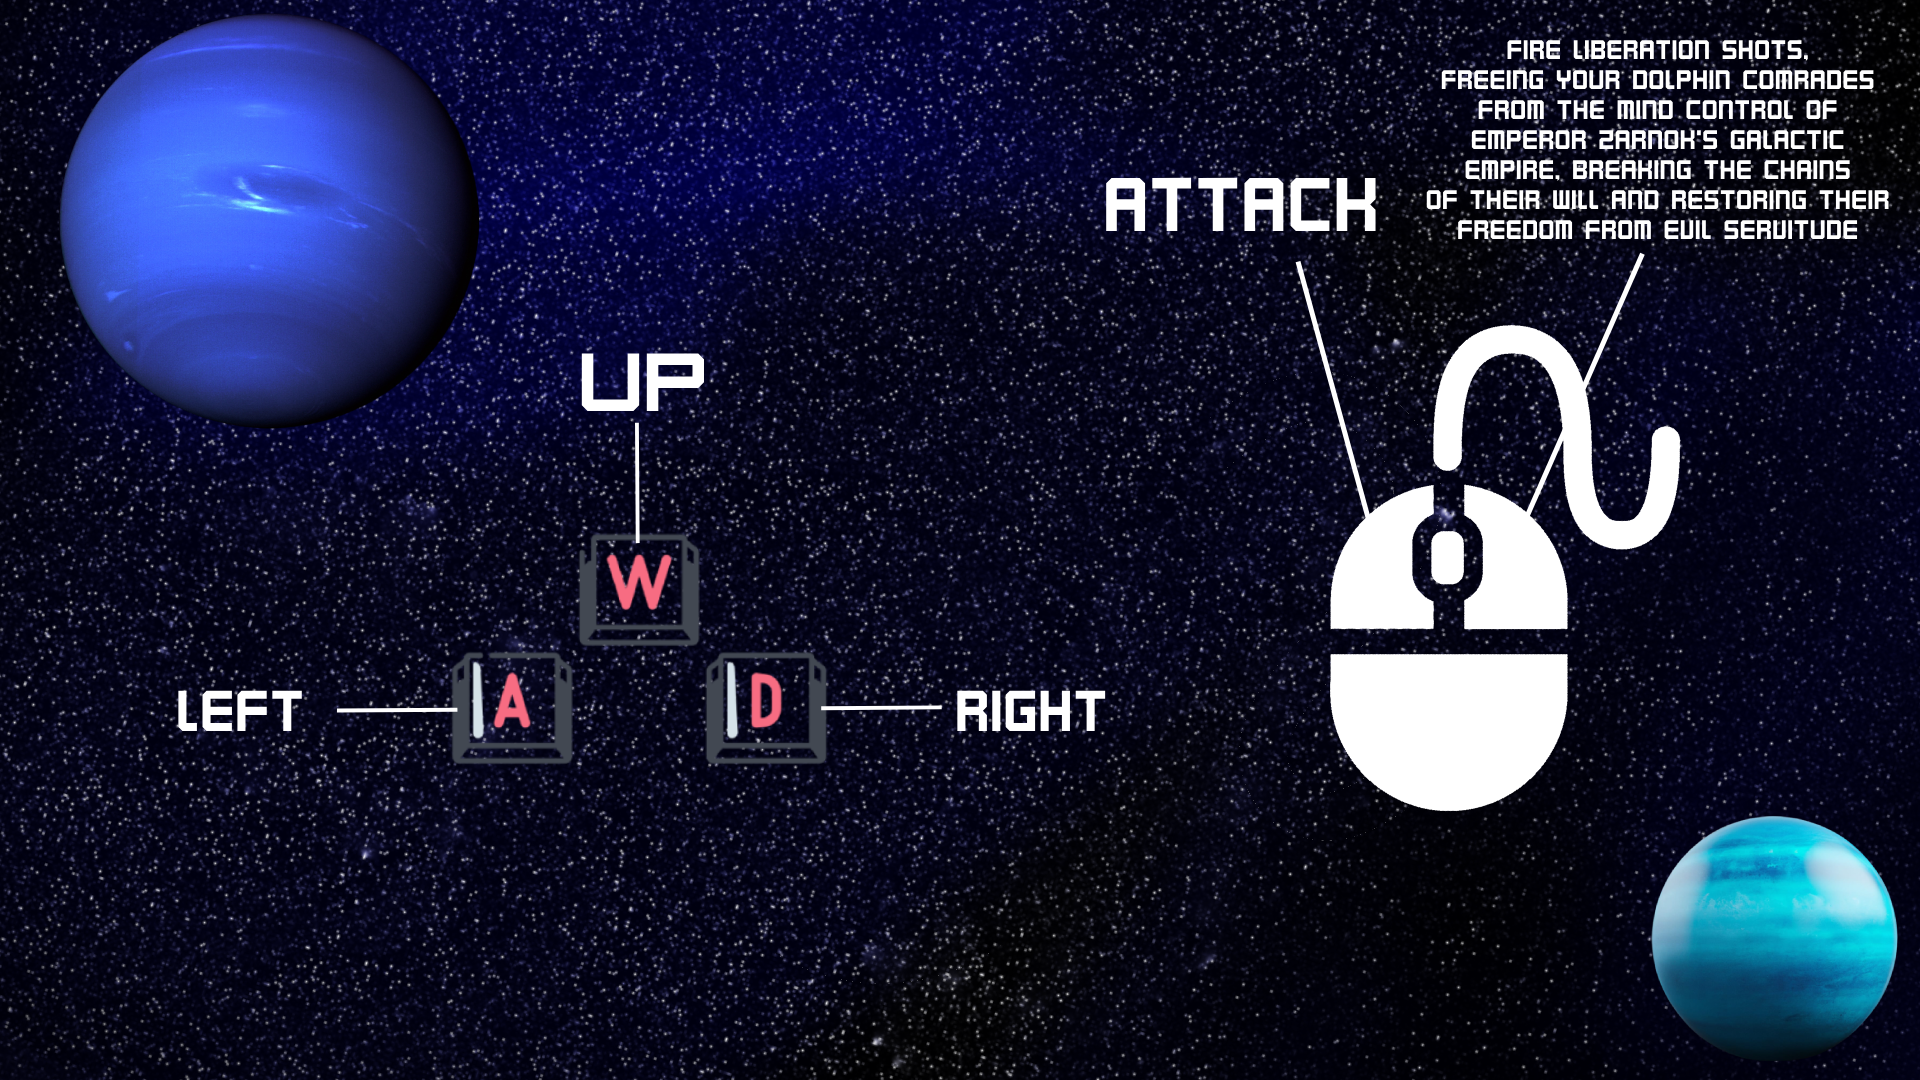 FIRE LIBERATION SHOTS,
FREEING YOUR DOLPHIN COMRADES
FROM THE MIND CONTROL OF
EMPEROR ZARNOK'S GALACTIC
EMPIRE, BREAKING THE CHAINS
OF THEIR WILL AND RESTORING THEIR
FREEDOM FROM EVIL SERVITUDE
ATTACK
UP
W
LEFT
A
D
RIGHT